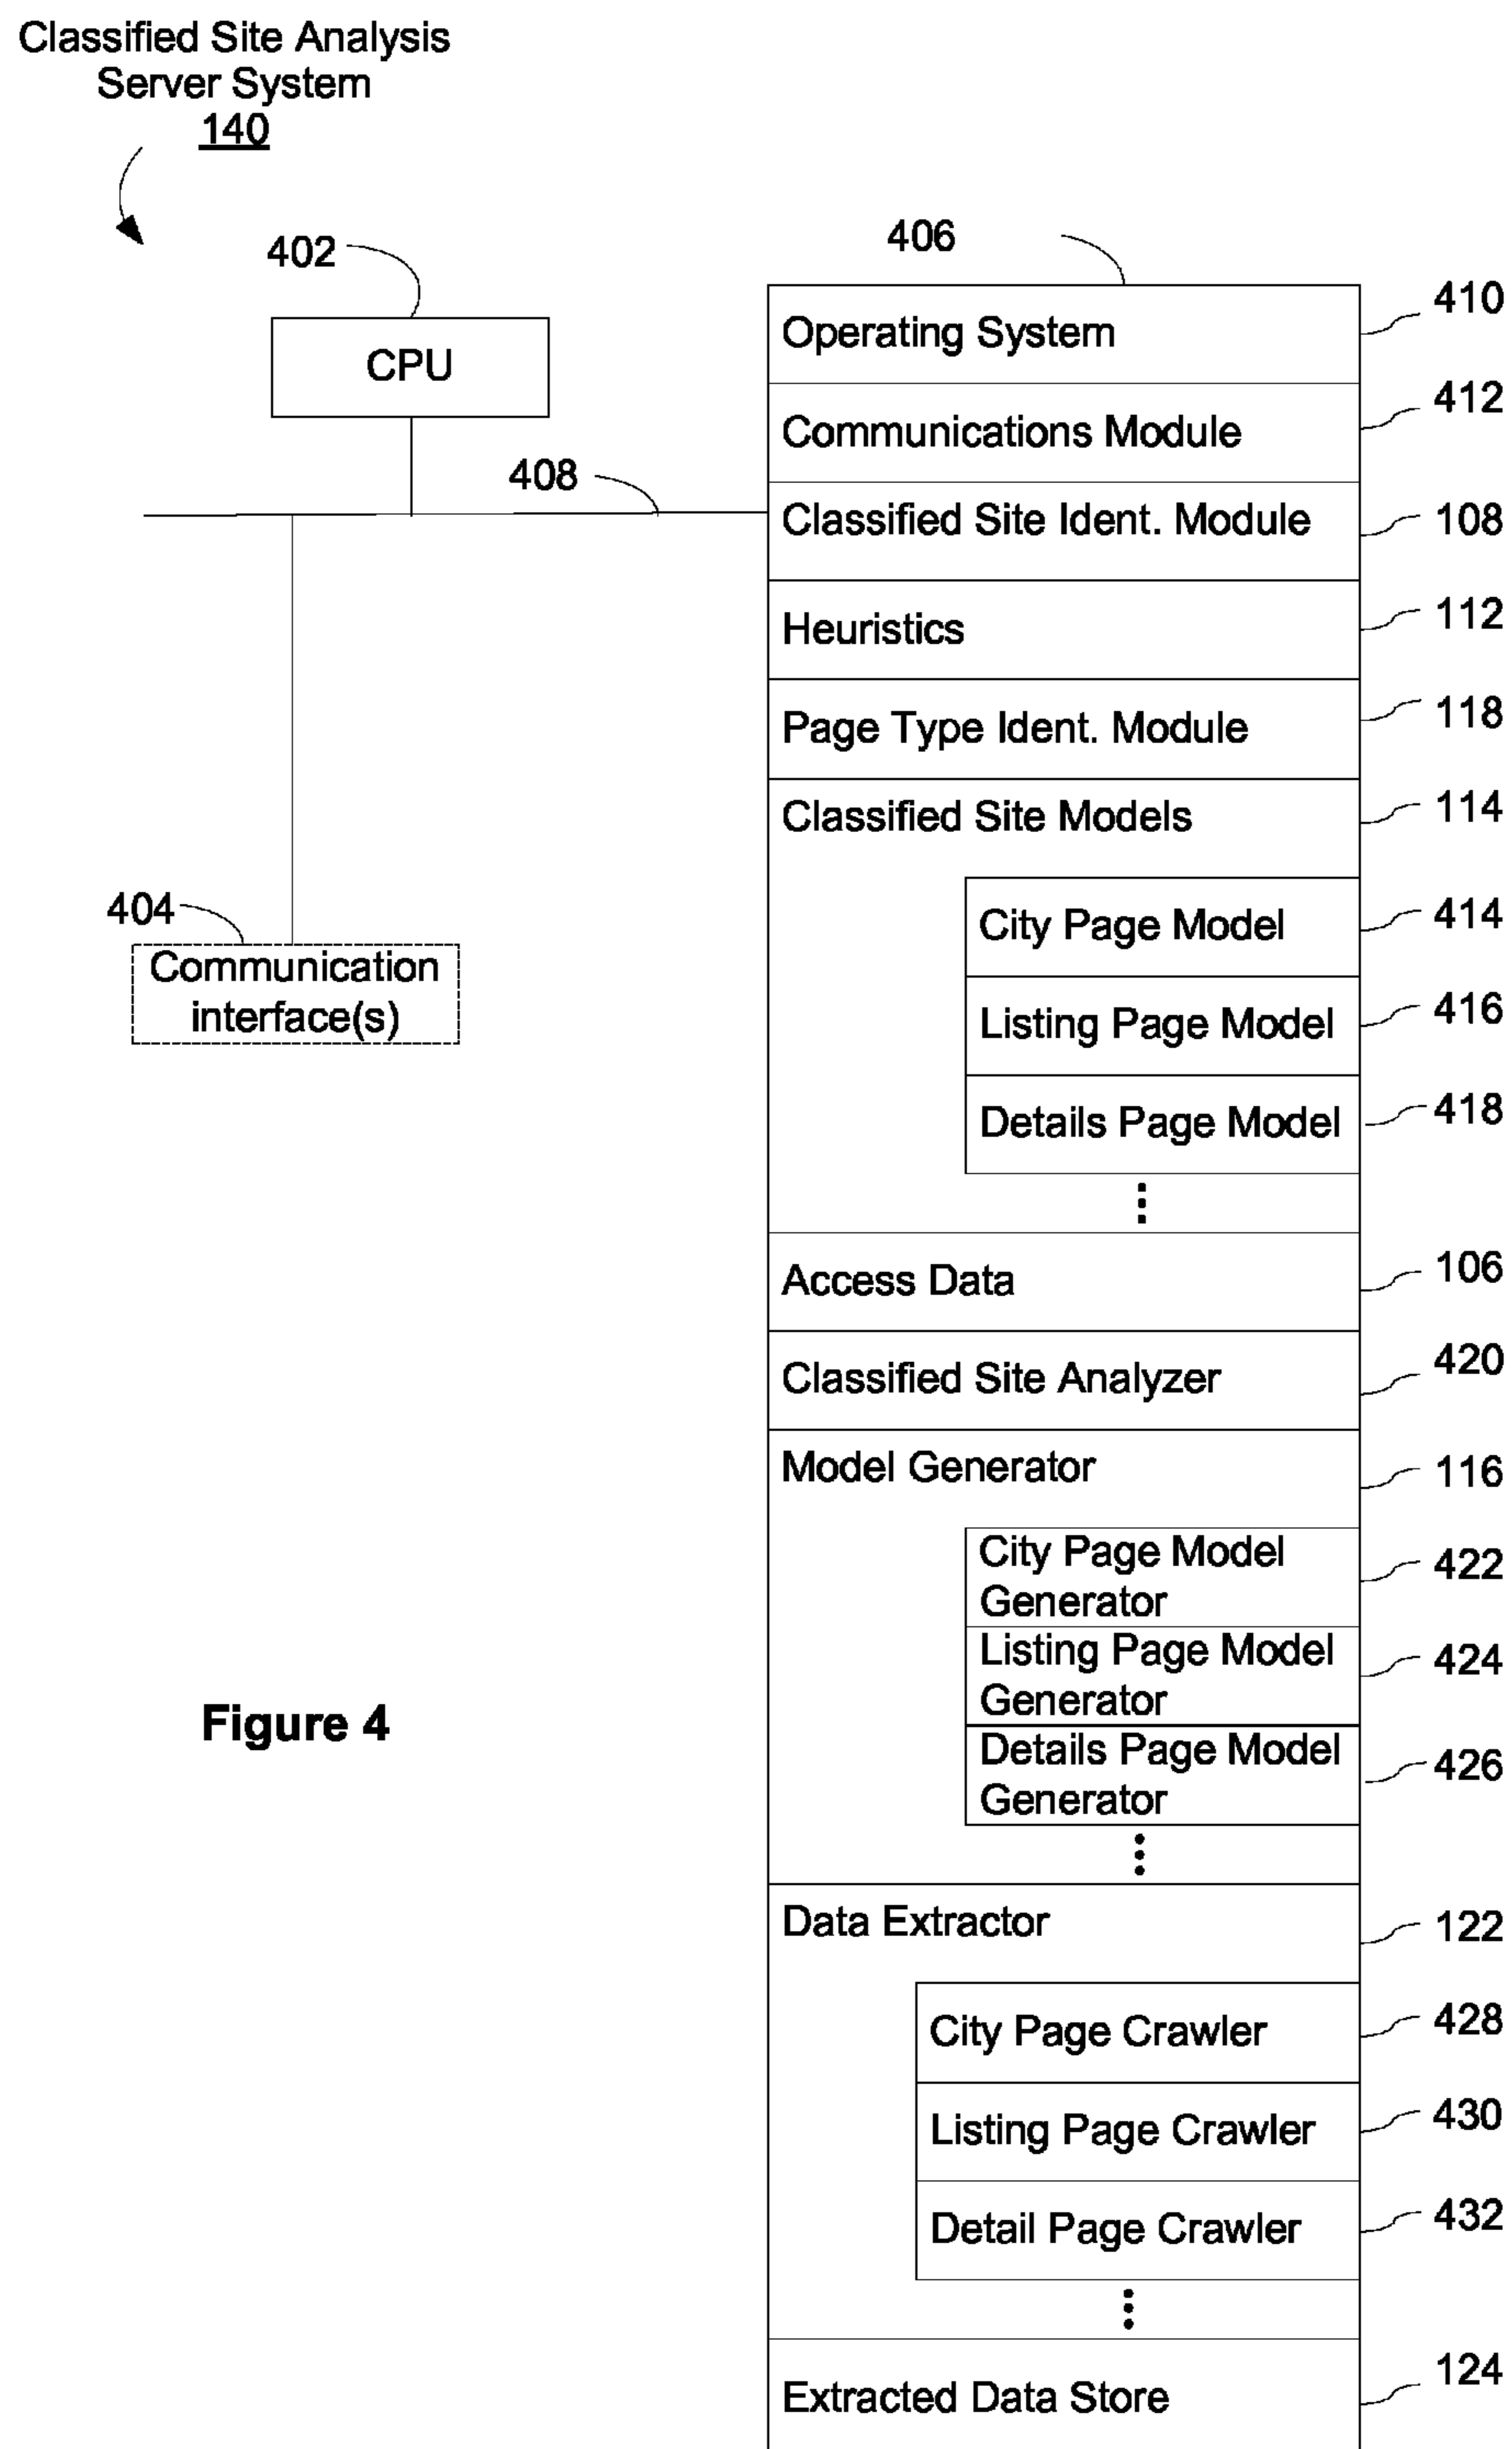 Classified Site Analysis
Server System
140
402
CPU
408
404
Communication
interface(s)
406
Operating System
410
Communications Module
412
Classified Site Ident. Module
108
Heuristics
112
Page Type Ident. Module
118
Classified Site Models
114
City Page Model
414
Listing Page Model
416
Details Page Model
418
Access Data
106
Classified Site Analyzer
420
Model Generator
116
City Page Model
Generator
422
Listing Page Model
Generator
424
Details Page Model
Generator
426
Data Extractor
122
City Page Crawler
428
Listing Page Crawler
430
Detail Page Crawler
432
Extracted Data Store
124
Figure 4